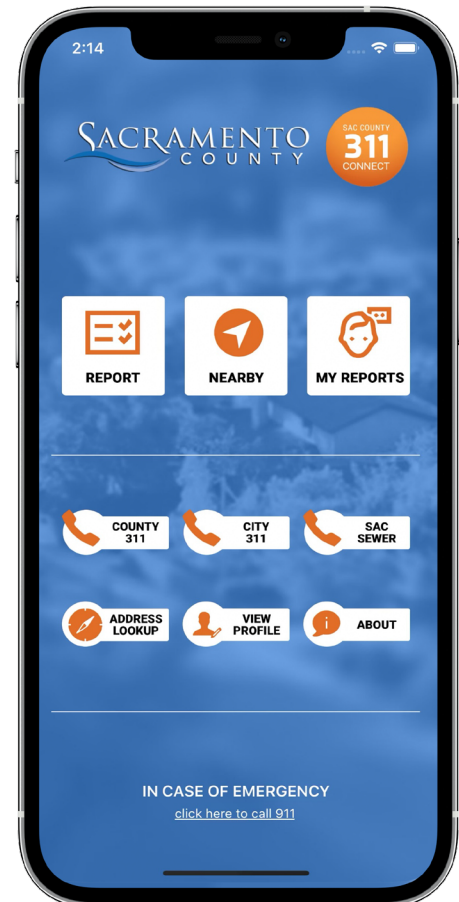 2:14
SACRAMENTO
COUNTY
SAC COUNTY
311
CONNECT
REPORT
NEARBY
MY REPORTS
COUNTY
311
CITY
311
SAC
SEWER
ADDRESS
LOOKUP
VIEW
PROFILE
ABOUT
IN CASE OF EMERGENCY
click here to call 911